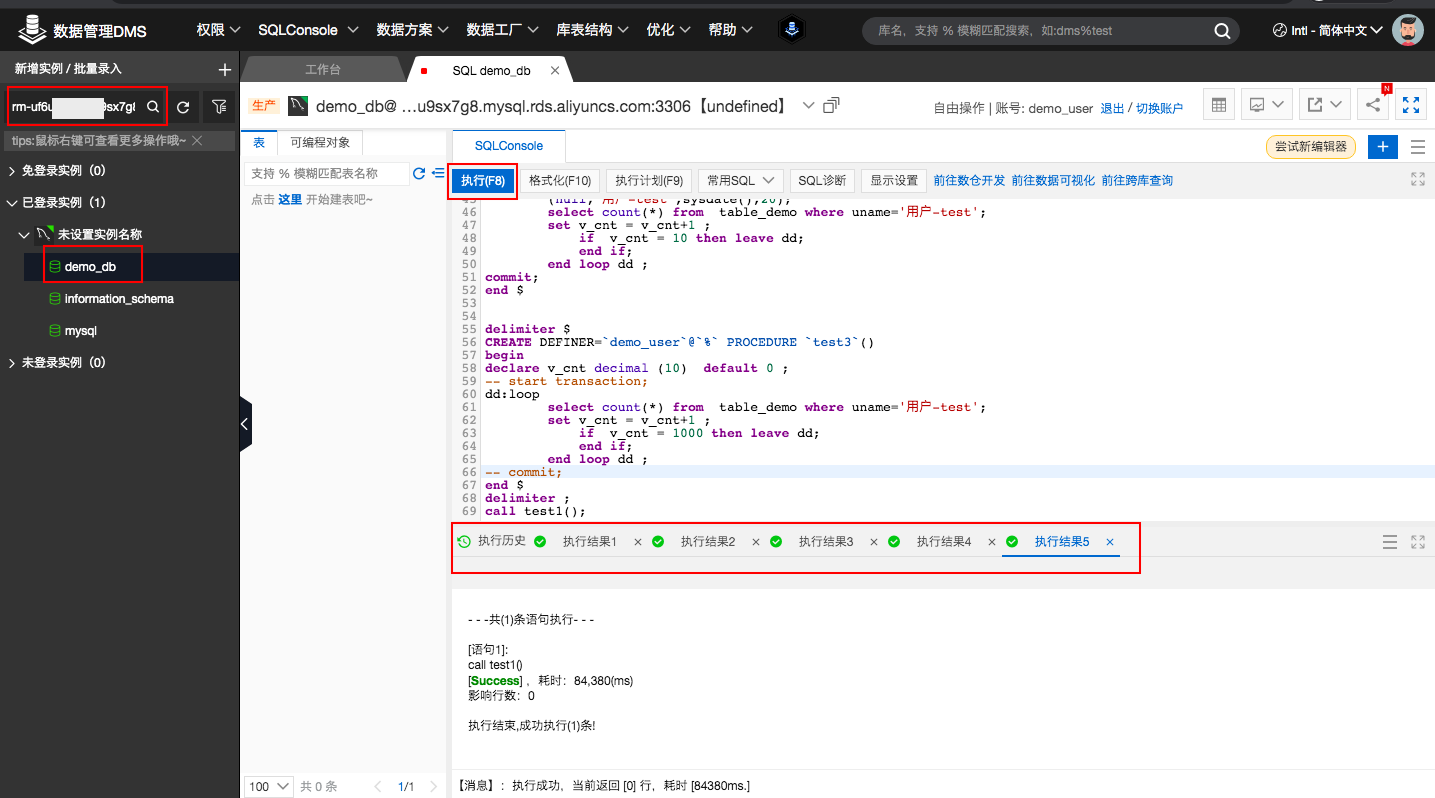 数据管理DMS 权限 SQLConsole 数据方案 数据工厂 库表结构 优化 帮助 库名，支持 % 模糊匹配搜索，如:dms%test Intl - 简体中文
新增实例 / 批量录入 +
rm-uf6u sx7g
tips:鼠标右键可查看更多操作哦~
免登录实例（0）
已登录实例（1）
未设置实例名称
demo_db
information_schema
mysql
未登录实例（0）
工作台 SQL demo_db
生产 demo_db@ ...u9sx7g8.mysql.rds.aliyuncs.com:3306【undefined】 自由操作 | 账号: demo_user 退出 / 切换账户 N
表 可编程对象
支持 % 模糊匹配表名称
点击 这里 开始建表吧~
100 共 0 条 1/1
SQLConsole 尝试新编辑器 +
执行(F8) 格式化(F10) 执行计划(F9) 常用SQL SQL诊断 显示设置 前往数仓开发 前往数据可视化 前往跨库查询
45 (null,'用户-test',sysdate(),20);
46 select count(*) from table_demo where uname='用户-test';
47 set v_cnt = v_cnt+1 ;
48 if v_cnt = 10 then leave dd;
49 end if;
50 end loop dd ;
51 commit;
52 end $
53
54
55 delimiter $
56 CREATE DEFINER=`demo_user`@`%` PROCEDURE `test3`()
57 begin
58 declare v_cnt decimal (10) default 0 ;
59 -- start transaction;
60 dd:loop
61 select count(*) from table_demo where uname='用户-test';
62 set v_cnt = v_cnt+1 ;
63 if v_cnt = 1000 then leave dd;
64 end if;
65 end loop dd ;
66 -- commit;
67 end $
68 delimiter ;
69 call test1();
执行历史 执行结果1 执行结果2 执行结果3 执行结果4 执行结果5
- - -共(1)条语句执行- - -
[语句1]:
call test1()
[Success] ，耗时：84,380(ms)
影响行数：0
执行结束,成功执行(1)条!
【消息】：执行成功，当前返回 [0] 行，耗时 [84380ms.]